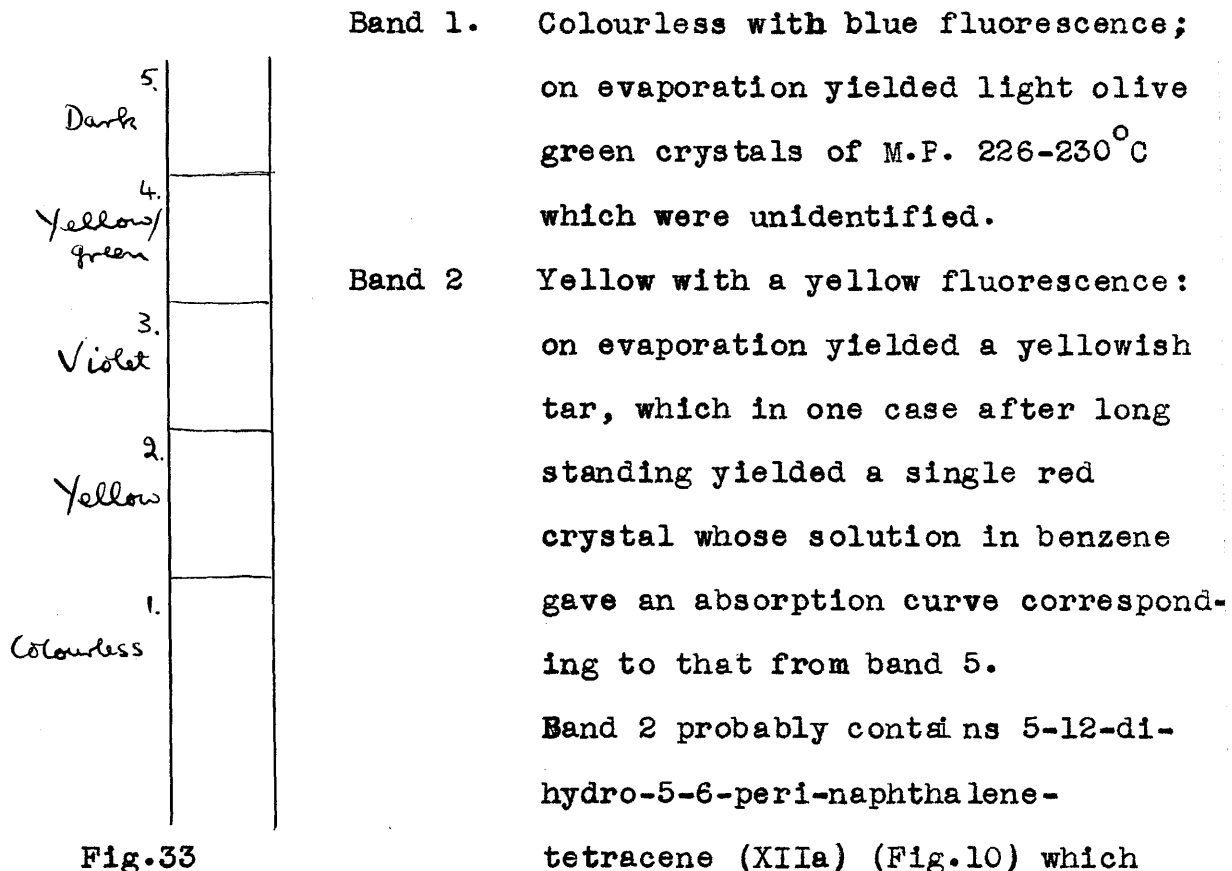 Band 1. Colourless with blue fluorescence;
on evaporation yielded light olive
green crystals of M.P. 226-230°C
which were unidentified.
Band 2 Yellow with a yellow fluorescence:
on evaporation yielded a yellowish
tar, which in one case after long
standing yielded a single red
crystal whose solution in benzene
gave an absorption curve correspond-
ing to that from band 5.
Band 2 probably contains 5-12-di-
hydro-5-6-peri-naphthalene-
tetracene (XIIa) (Fig.10) which
5.
Dark
4.
Yellow/
green
3.
Violet
2.
Yellow
1.
Colourless
Fig.33